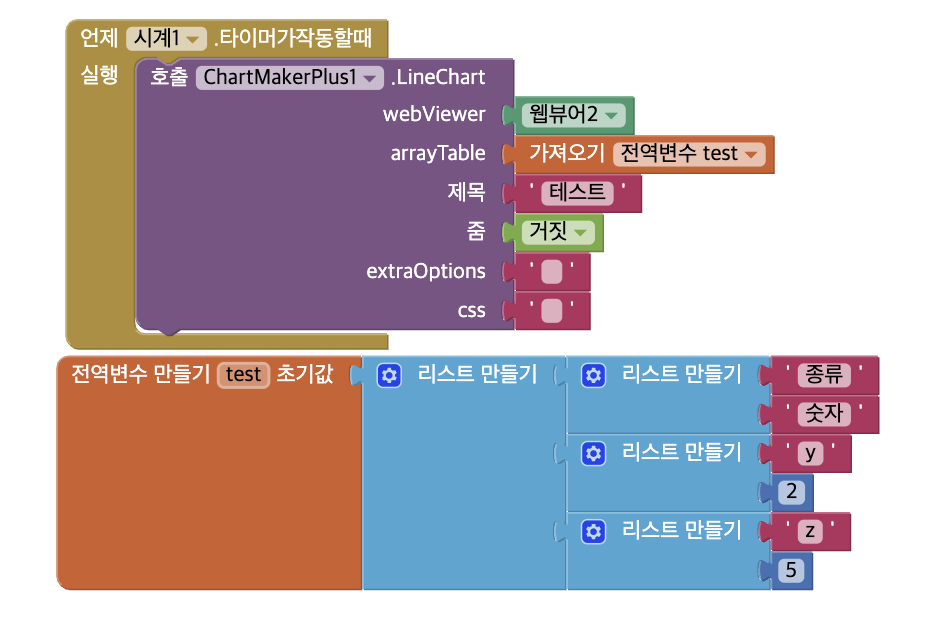 언제 시계1 .타이머가작동할때
실행 호출 ChartMakerPlus1 .LineChart
webViewer 웹뷰어2
arrayTable 가져오기 전역변수 test
제목 ' 테스트 '
줌 거짓
extraOptions ' '
css ' '
전역변수 만들기 test 초기값 리스트 만들기 리스트 만들기 ' 종류 '
' 숫자 '
리스트 만들기 ' y '
2
리스트 만들기 ' z '
5